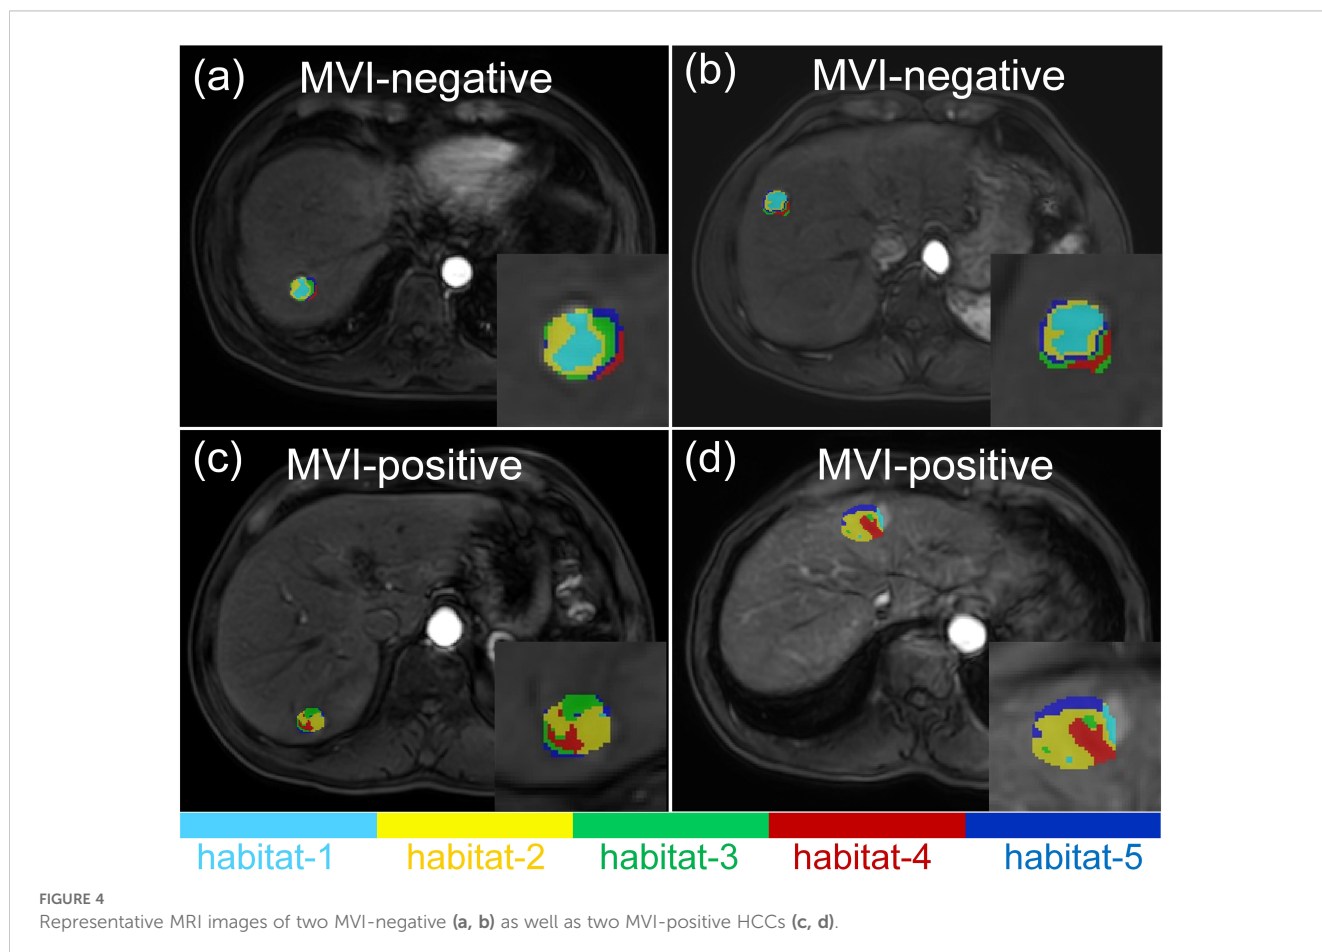 (a) MVI-negative
(b) MVI-negative
(c) MVI-positive
(d) MVI-positive
habitat-1 habitat-2 habitat-3 habitat-4 habitat-5
FIGURE 4
Representative MRI images of two MVI-negative (a, b) as well as two MVI-positive HCCs (c, d).